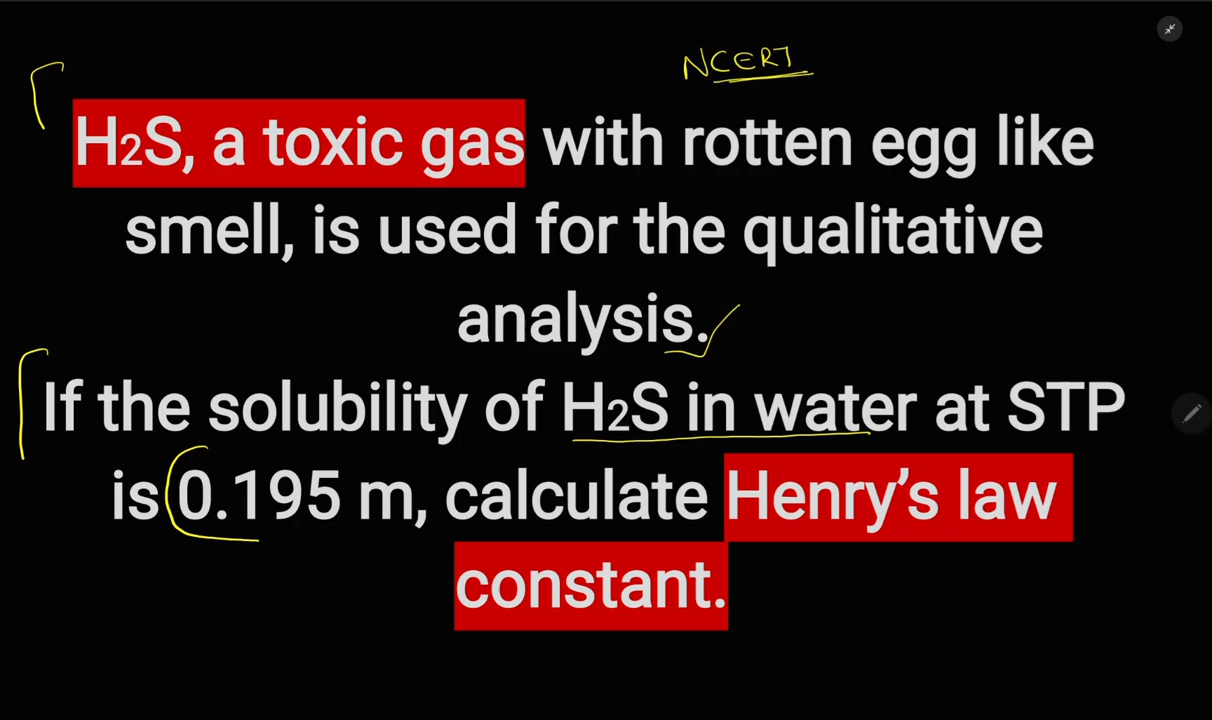 NCERT
H₂S, a toxic gas with rotten egg like
smell, is used for the qualitative
analysis.
If the solubility of H₂S in water at STP
is 0.195 m, calculate Henry’s law
constant.